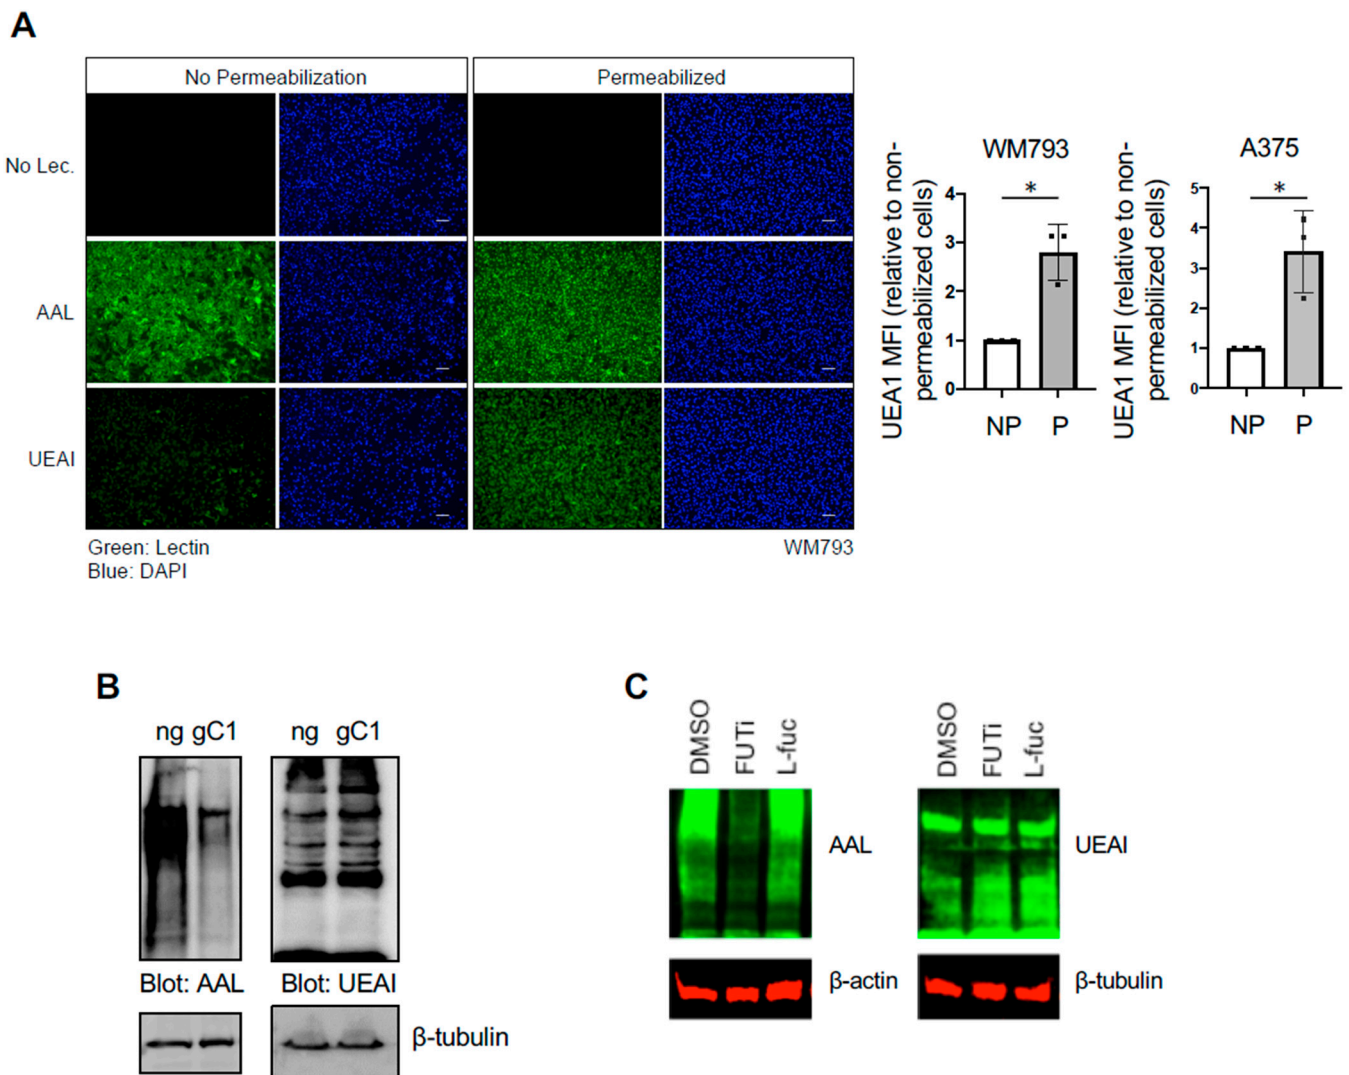 A
No Permeabilization
Permeabilized
No Lec.
AAL
UEAI
Green: Lectin
Blue: DAPI
WM793
WM793
UEA1 MFI (relative to non-
permeabilized cells)
4
3
2
1
0
*
NP
P
A375
UEA1 MFI (relative to non-
permeabilized cells)
5
4
3
2
1
0
*
NP
P
B
ng gC1
ng gC1
Blot: AAL
Blot: UEAI
β-tubulin
C
DMSO
FUTi
L-fuc
DMSO
FUTi
L-fuc
AAL
UEAI
β-actin
β-tubulin